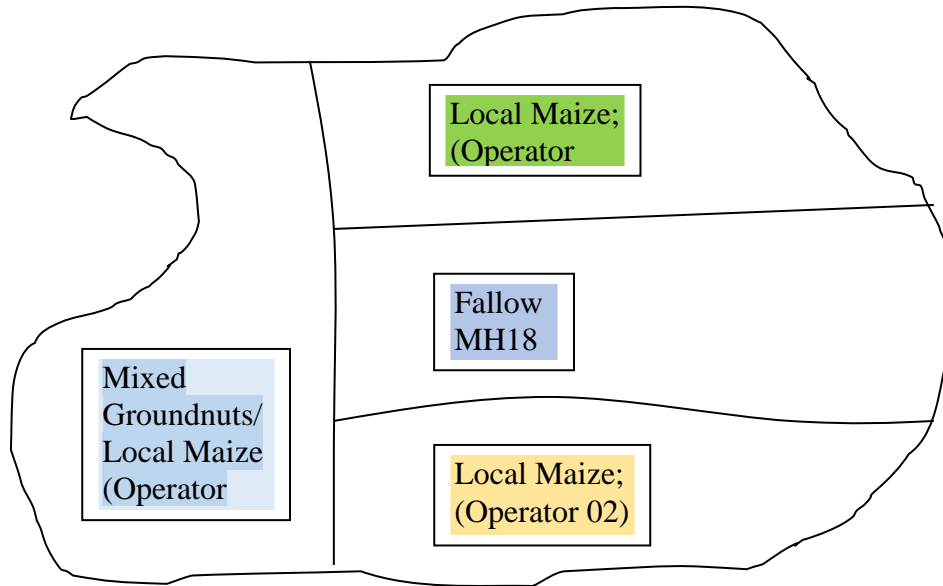 Local Maize;
(Operator
Fallow
MH18
Mixed
Groundnuts/
Local Maize
(Operator
Local Maize;
(Operator 02)